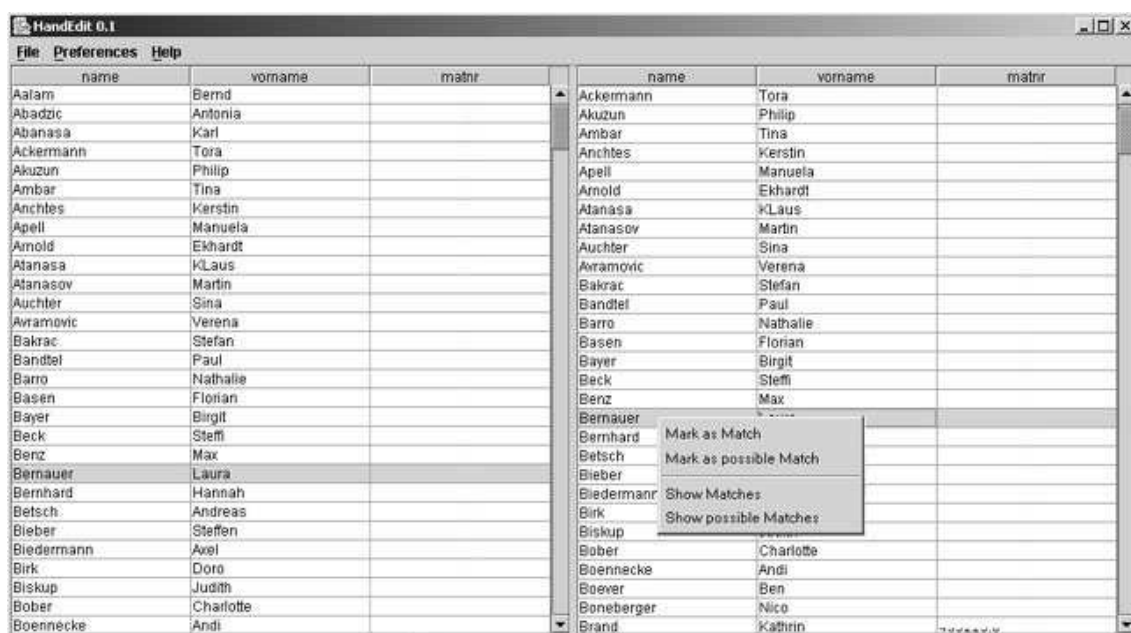 HandEdit 0.1
File Preferences Help
name vorname matnr
Aalam Bernd
Abadzic Antonia
Abanasa Karl
Ackermann Tora
Akuzun Philip
Ambar Tina
Anchtes Kerstin
Apell Manuela
Arnold Ekhardt
Atanasa KLaus
Atanasov Martin
Auchter Sina
Avramovic Verena
Bakrac Stefan
Bandtel Paul
Barro Nathalie
Basen Florian
Bayer Birgit
Beck Steffi
Benz Max
Bernauer Laura
Bernhard Hannah
Betsch Andreas
Bieber Steffen
Biedermann Axel
Birk Doro
Biskup Judith
Bober Charlotte
Boennecke Andi
name vorname matnr
Ackermann Tora
Akuzun Philip
Ambar Tina
Anchtes Kerstin
Apell Manuela
Arnold Ekhardt
Atanasa KLaus
Atanasov Martin
Auchter Sina
Avramovic Verena
Bakrac Stefan
Bandtel Paul
Barro Nathalie
Basen Florian
Bayer Birgit
Beck Steffi
Benz Max
Bernauer
Bernhard
Betsch
Bieber
Biedermann
Birk
Biskup
Bober Charlotte
Boennecke Andi
Boever Ben
Boneberger Nico
Brand Kathrin
Mark as Match
Mark as possible Match
Show Matches
Show possible Matches